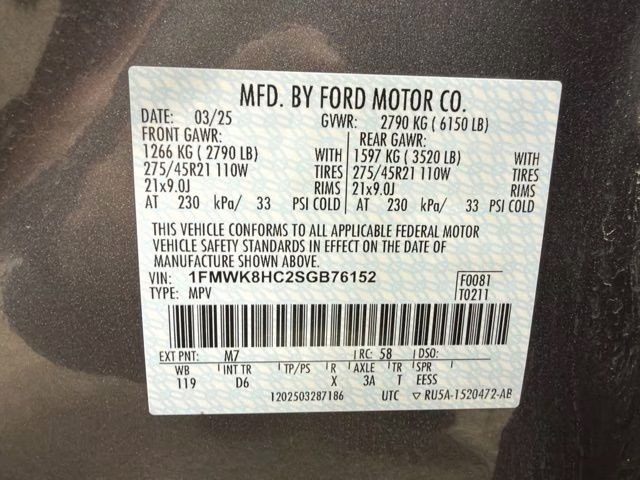 MFD. BY FORD MOTOR CO.
DATE: 03/25 GVWR: 2790 KG ( 6150 LB)
FRONT GAWR: REAR GAWR:
1266 KG ( 2790 LB) WITH 1597 KG ( 3520 LB) WITH
275/45R21 110W TIRES 275/45R21 110W TIRES
21x9.0J RIMS 21x9.0J RIMS
AT 230 kPa/ 33 PSI COLD AT 230 kPa/ 33 PSI COLD
THIS VEHICLE CONFORMS TO ALL APPLICABLE FEDERAL MOTOR
VEHICLE SAFETY STANDARDS IN EFFECT ON THE DATE OF
MANUFACTURE SHOWN ABOVE.
VIN: 1FMWK8HC2SGB76152 F0081
TYPE: MPV T0211
EXT PNT: M7 RC: 58 DSO:
WB INT TR TP/PS R AXLE TR SPR
119 D6 X 3A T EESS
1202503287186 UTC ▽ RU5A-1520472-AB